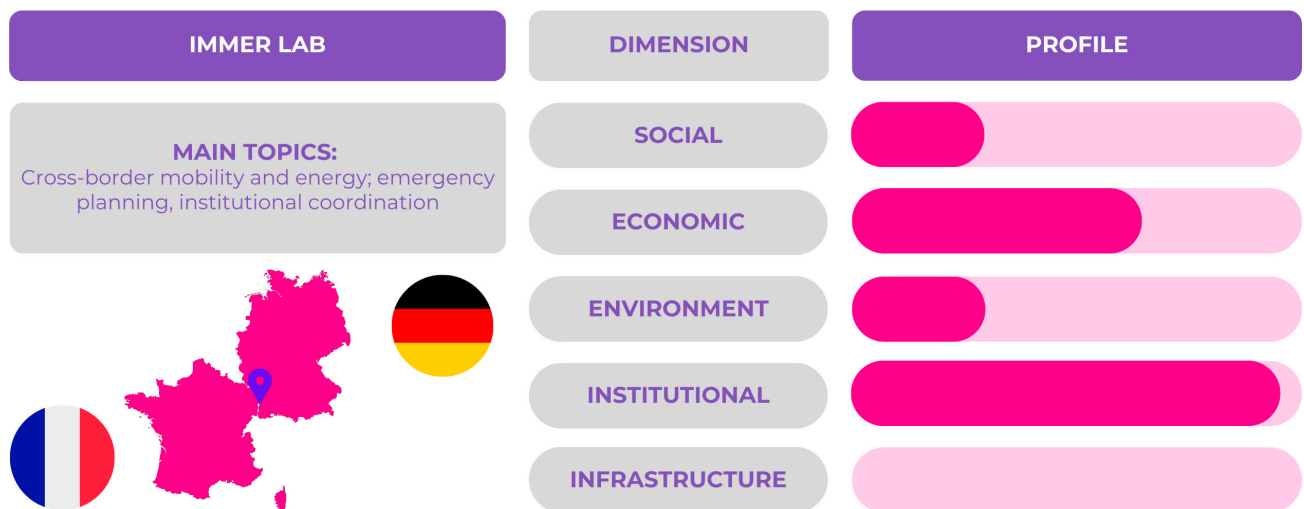 IMMER LAB
DIMENSION
PROFILE
MAIN TOPICS:
Cross-border mobility and energy; emergency
planning, institutional coordination
SOCIAL
ECONOMIC
ENVIRONMENT
INSTITUTIONAL
INFRASTRUCTURE